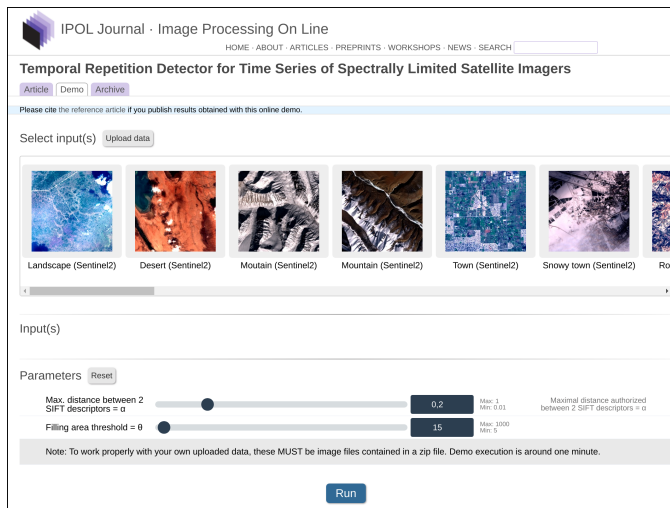 IPOL Journal · Image Processing On Line
HOME · ABOUT · ARTICLES · PREPRINTS · WORKSHOPS · NEWS · SEARCH
Temporal Repetition Detector for Time Series of Spectrally Limited Satellite Imagers
Article Demo Archive
Please cite the reference article if you publish results obtained with this online demo.
Select input(s) Upload data
Landscape (Sentinel2) Desert (Sentinel2) Moutain (Sentinel2) Mountain (Sentinel2) Town (Sentinel2) Snowy town (Sentinel2) Ro
Input(s)
Parameters Reset
Max. distance between 2
SIFT descriptors = α
0,2
Max: 1
Min: 0.01
Maximal distance authorized
between 2 SIFT descriptors = α
Filling area threshold = θ
15
Max: 1000
Min: 5
Note: To work properly with your own uploaded data, these MUST be image files contained in a zip file. Demo execution is around one minute.
Run